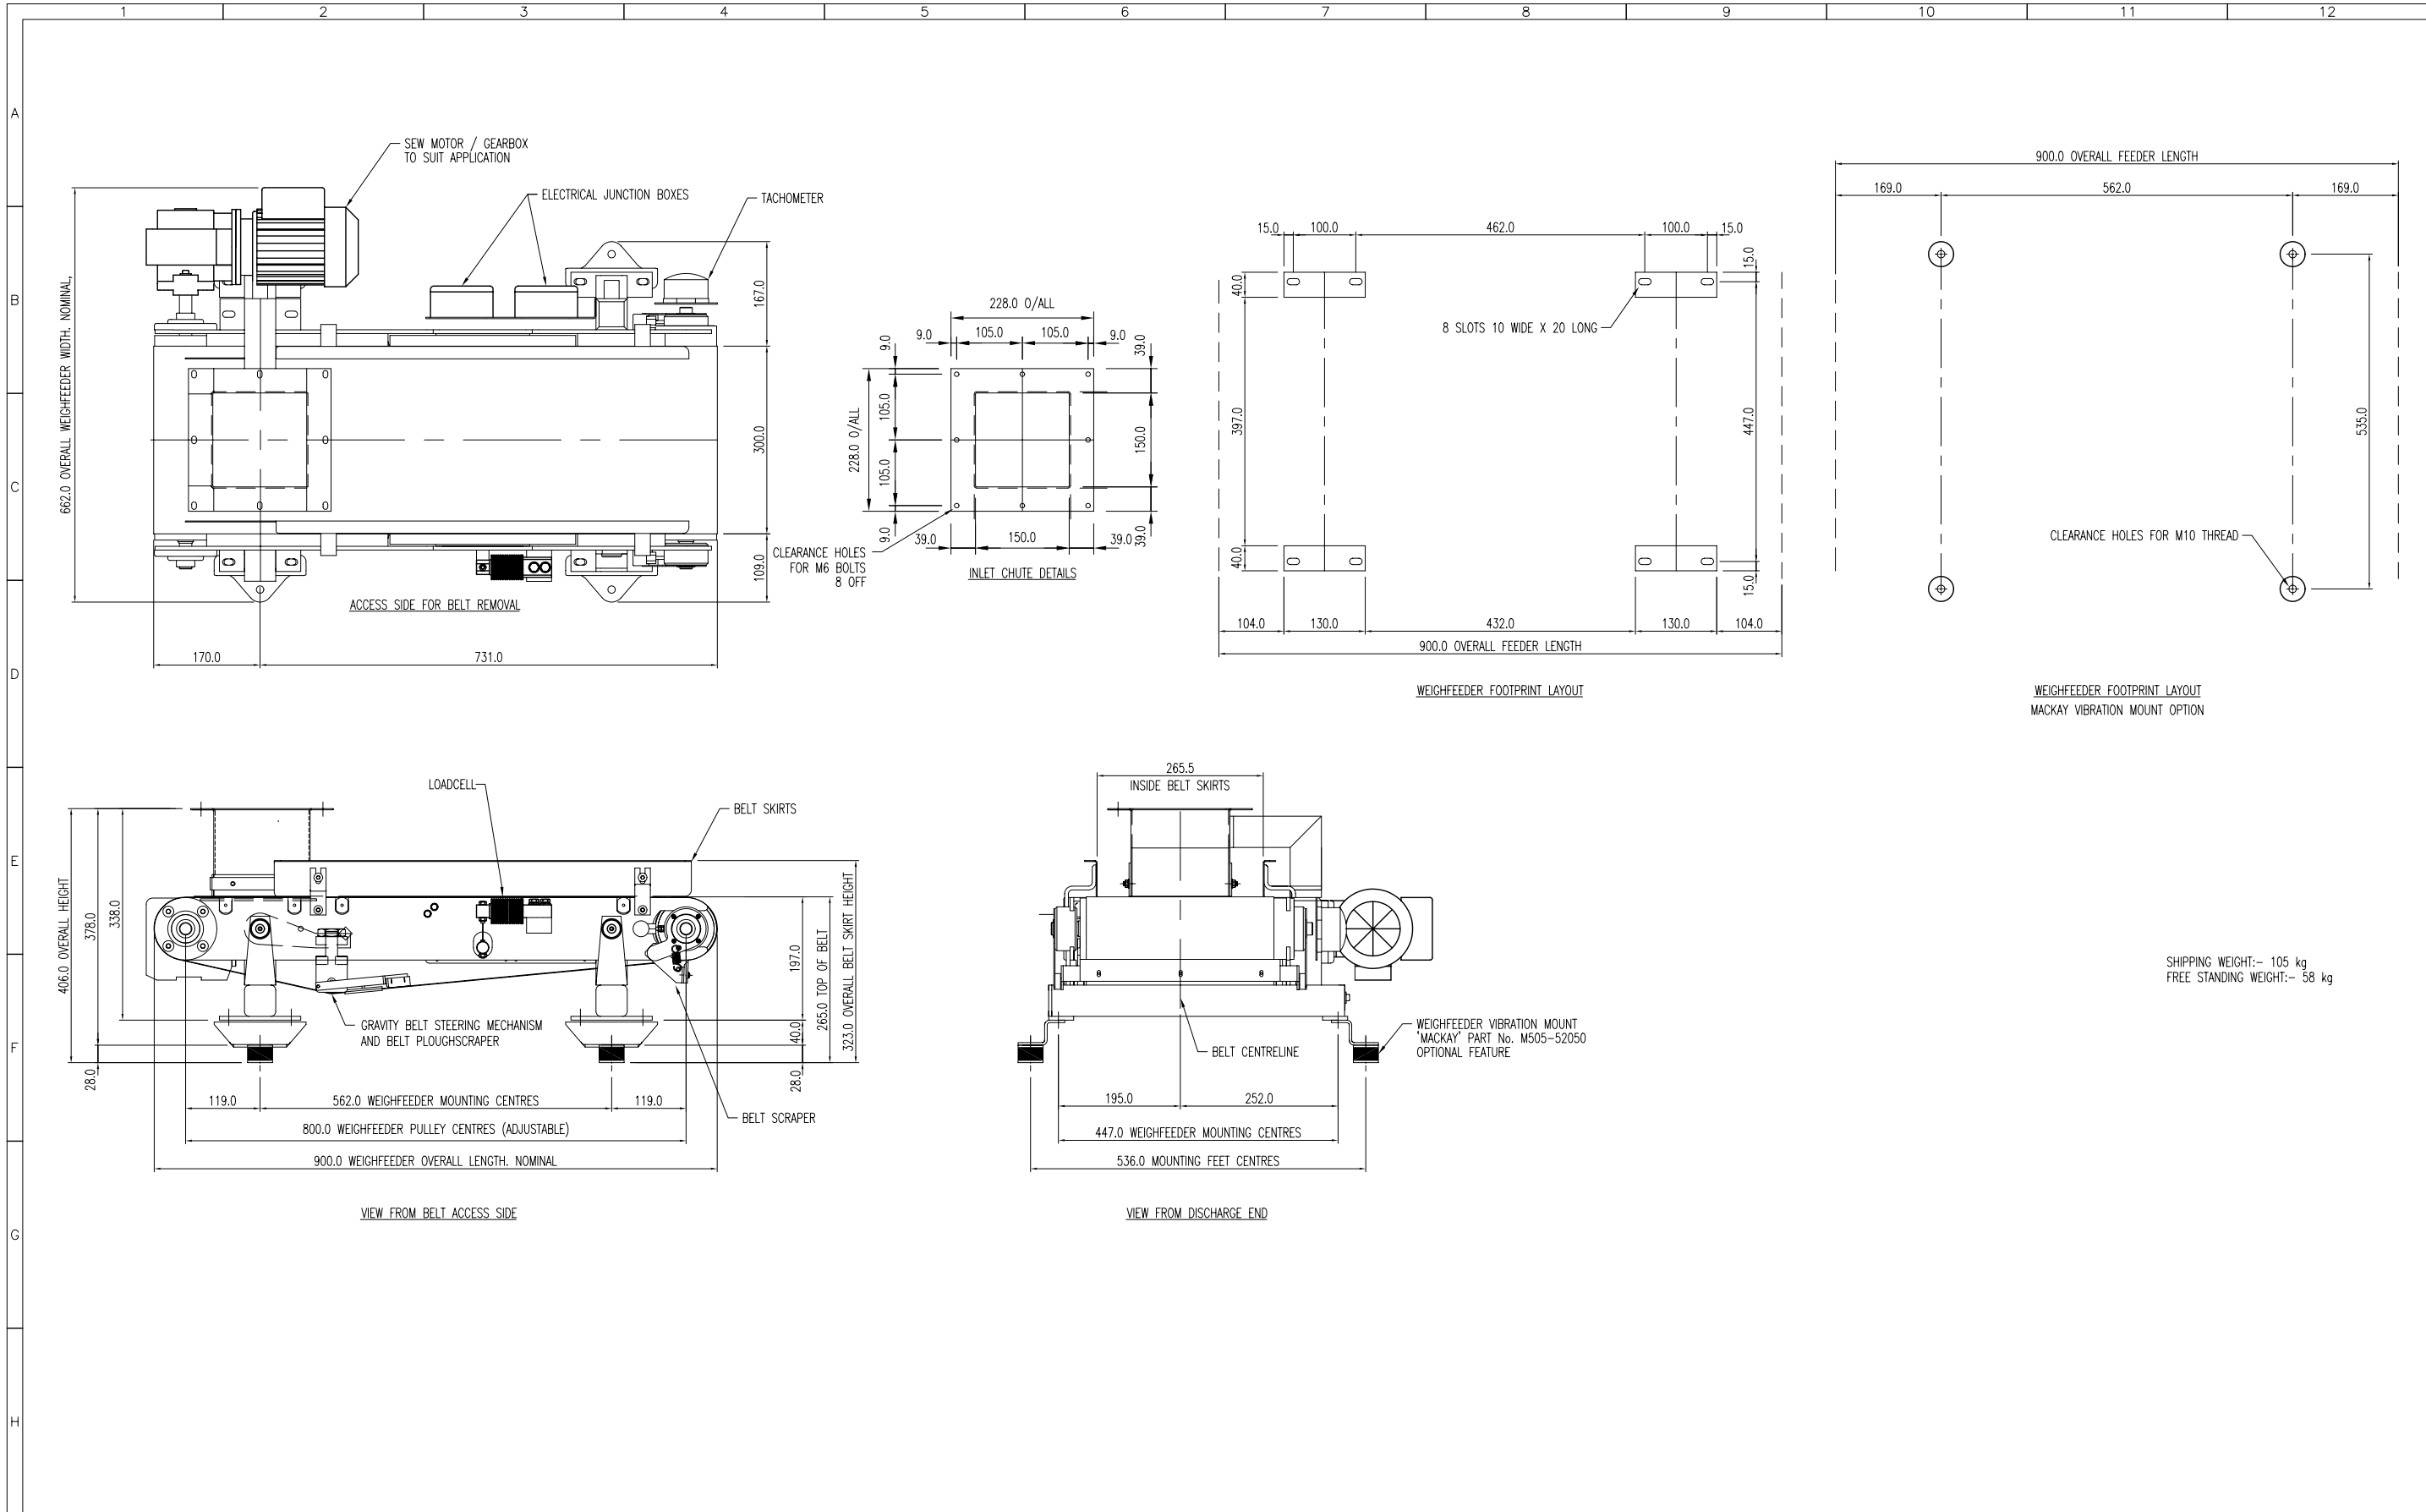 1 2 3 4 5 6 7 8 9 10 11 12
A
B
C
D
E
F
G
H
SEW MOTOR / GEARBOX
TO SUIT APPLICATION
ELECTRICAL JUNCTION BOXES
TACHOMETER
662.0 OVERALL WEIGHFEEDER WIDTH. NOMINAL,
167.0
300.0
109.0
ACCESS SIDE FOR BELT REMOVAL
170.0
731.0
228.0 O/ALL
9.0
105.0
105.0
9.0
9.0
39.0
228.0 O/ALL
105.0
105.0
150.0
9.0
39.0
150.0
39.0
39.0
CLEARANCE HOLES
FOR M6 BOLTS
8 OFF
INLET CHUTE DETAILS
15.0
100.0
462.0
100.0
15.0
40.0
15.0
8 SLOTS 10 WIDE X 20 LONG
397.0
447.0
40.0
15.0
104.0
130.0
432.0
130.0
104.0
900.0 OVERALL FEEDER LENGTH
WEIGHFEEDER FOOTPRINT LAYOUT
900.0 OVERALL FEEDER LENGTH
169.0
562.0
169.0
535.0
CLEARANCE HOLES FOR M10 THREAD
WEIGHFEEDER FOOTPRINT LAYOUT
MACKAY VIBRATION MOUNT OPTION
LOADCELL
BELT SKIRTS
406.0 OVERALL HEIGHT
378.0
338.0
28.0
197.0
40.0
28.0
265.0 TOP OF BELT
323.0 OVERALL BELT SKIRT HEIGHT
GRAVITY BELT STEERING MECHANISM
AND BELT PLOUGHSCRAPER
BELT SCRAPER
119.0
562.0 WEIGHFEEDER MOUNTING CENTRES
119.0
800.0 WEIGHFEEDER PULLEY CENTRES (ADJUSTABLE)
900.0 WEIGHFEEDER OVERALL LENGTH. NOMINAL
VIEW FROM BELT ACCESS SIDE
265.5
INSIDE BELT SKIRTS
BELT CENTRELINE
WEIGHFEEDER VIBRATION MOUNT
'MACKAY' PART No. M505-52050
OPTIONAL FEATURE
195.0
252.0
447.0 WEIGHFEEDER MOUNTING CENTRES
536.0 MOUNTING FEET CENTRES
VIEW FROM DISCHARGE END
SHIPPING WEIGHT:- 105 kg
FREE STANDING WEIGHT:- 58 kg